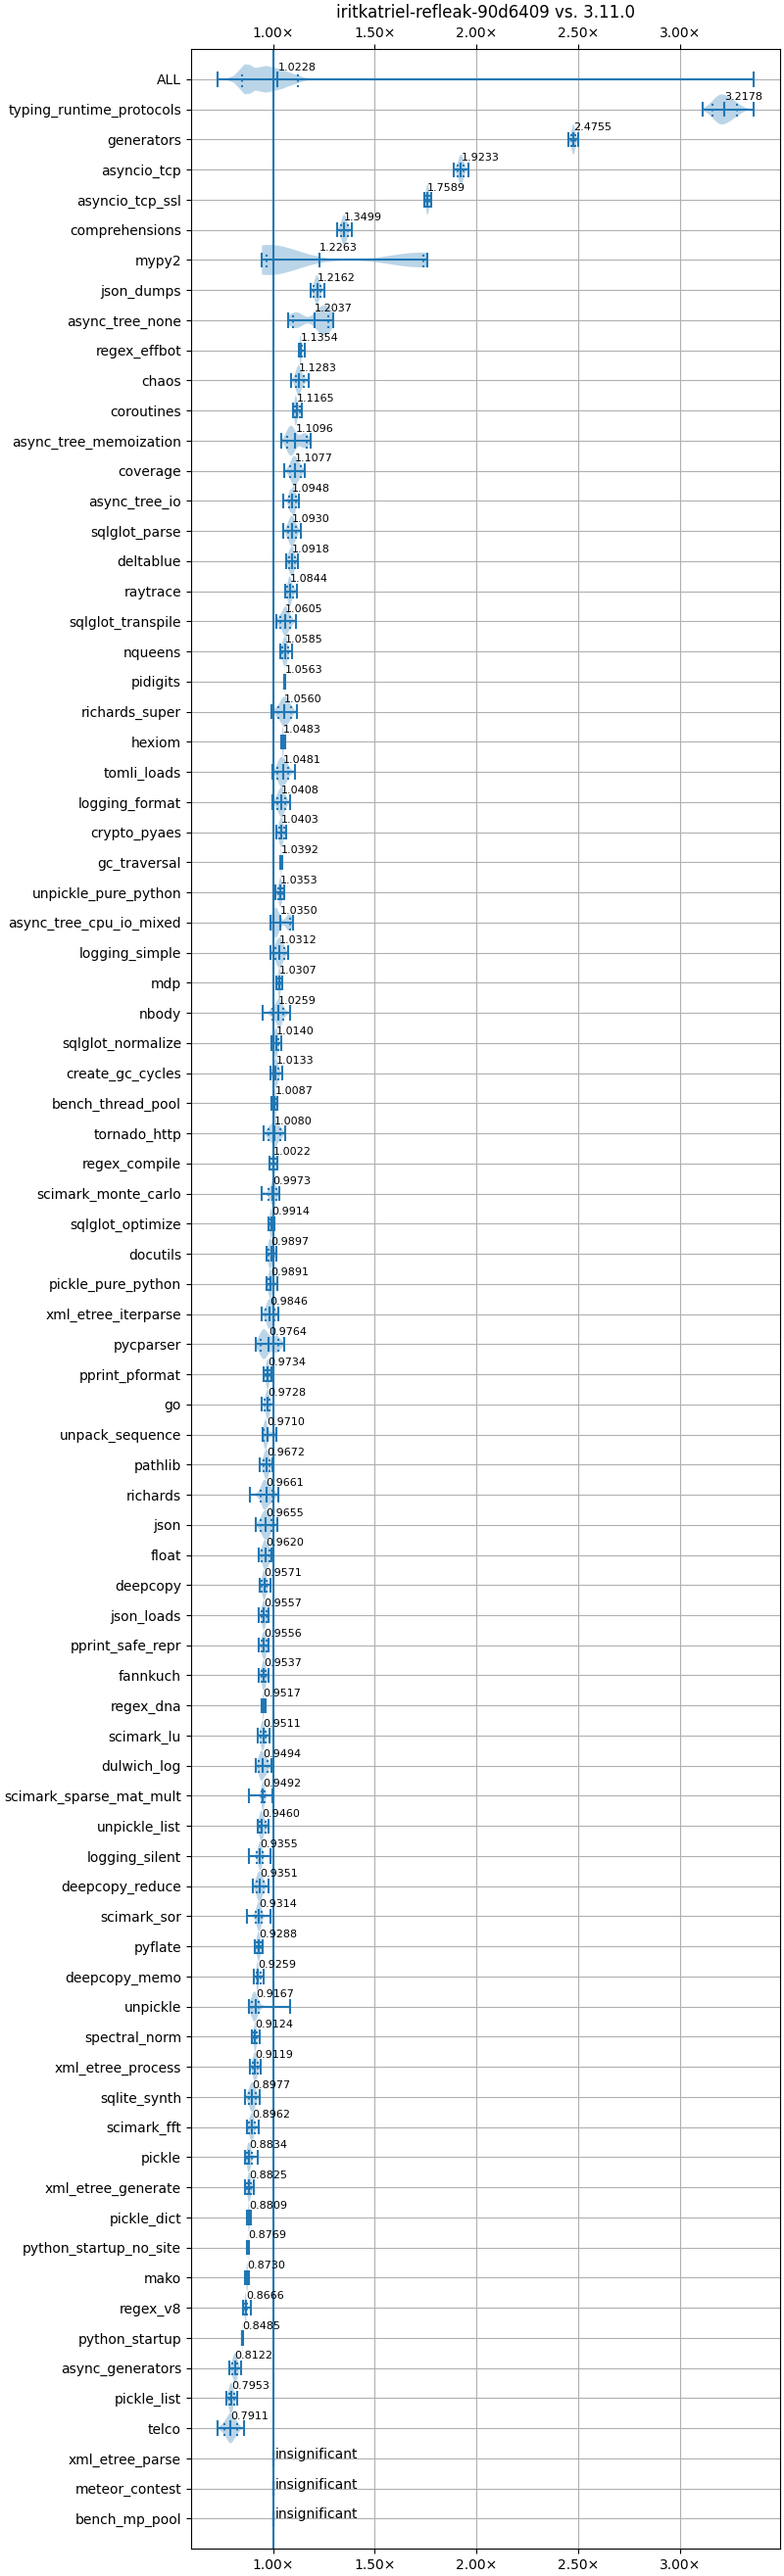 iritkatriel-refleak-90d6409 vs. 3.11.0
1.00× 1.50× 2.00× 2.50× 3.00×
ALL 1.0228
typing_runtime_protocols 3.2178
generators 2.4755
asyncio_tcp 1.9233
asyncio_tcp_ssl 1.7589
comprehensions 1.3499
mypy2 1.2263
json_dumps 1.2162
async_tree_none 1.2037
regex_effbot 1.1354
chaos 1.1283
coroutines 1.1165
async_tree_memoization 1.1096
coverage 1.1077
async_tree_io 1.0948
sqlglot_parse 1.0930
deltablue 1.0918
raytrace 1.0844
sqlglot_transpile 1.0605
nqueens 1.0585
pidigits 1.0563
richards_super 1.0560
hexiom 1.0483
tomli_loads 1.0481
logging_format 1.0408
crypto_pyaes 1.0403
gc_traversal 1.0392
unpickle_pure_python 1.0353
async_tree_cpu_io_mixed 1.0350
logging_simple 1.0312
mdp 1.0307
nbody 1.0259
sqlglot_normalize 1.0140
create_gc_cycles 1.0133
bench_thread_pool 1.0087
tornado_http 1.0080
regex_compile 1.0022
scimark_monte_carlo 0.9973
sqlglot_optimize 0.9914
docutils 0.9897
pickle_pure_python 0.9891
xml_etree_iterparse 0.9846
pycparser 0.9764
pprint_pformat 0.9734
go 0.9728
unpack_sequence 0.9710
pathlib 0.9672
richards 0.9661
json 0.9655
float 0.9620
deepcopy 0.9571
json_loads 0.9557
pprint_safe_repr 0.9556
fannkuch 0.9537
regex_dna 0.9517
scimark_lu 0.9511
dulwich_log 0.9494
scimark_sparse_mat_mult 0.9492
unpickle_list 0.9460
logging_silent 0.9355
deepcopy_reduce 0.9351
scimark_sor 0.9314
pyflate 0.9288
deepcopy_memo 0.9259
unpickle 0.9167
spectral_norm 0.9124
xml_etree_process 0.9119
sqlite_synth 0.8977
scimark_fft 0.8962
pickle 0.8834
xml_etree_generate 0.8825
pickle_dict 0.8809
python_startup_no_site 0.8769
mako 0.8730
regex_v8 0.8666
python_startup 0.8485
async_generators 0.8122
pickle_list 0.7953
telco 0.7911
xml_etree_parse insignificant
meteor_contest insignificant
bench_mp_pool insignificant
1.00× 1.50× 2.00× 2.50× 3.00×